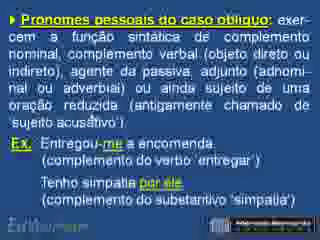 Pronomes pessoais do caso oblíquo: exer-
cem a função sintática de complemento
nominal, complemento verbal (objeto direto ou
indireto), agente da passiva, adjunto (adnomi-
nal ou adverbial) ou ainda sujeito de uma
oração reduzida (antigamente chamado de
'sujeito acusativo').
Ex. Entregou-me a encomenda.
(complemento do verbo 'entregar')
Tenho simpatia por ele.
(complemento do substantivo 'simpatia')